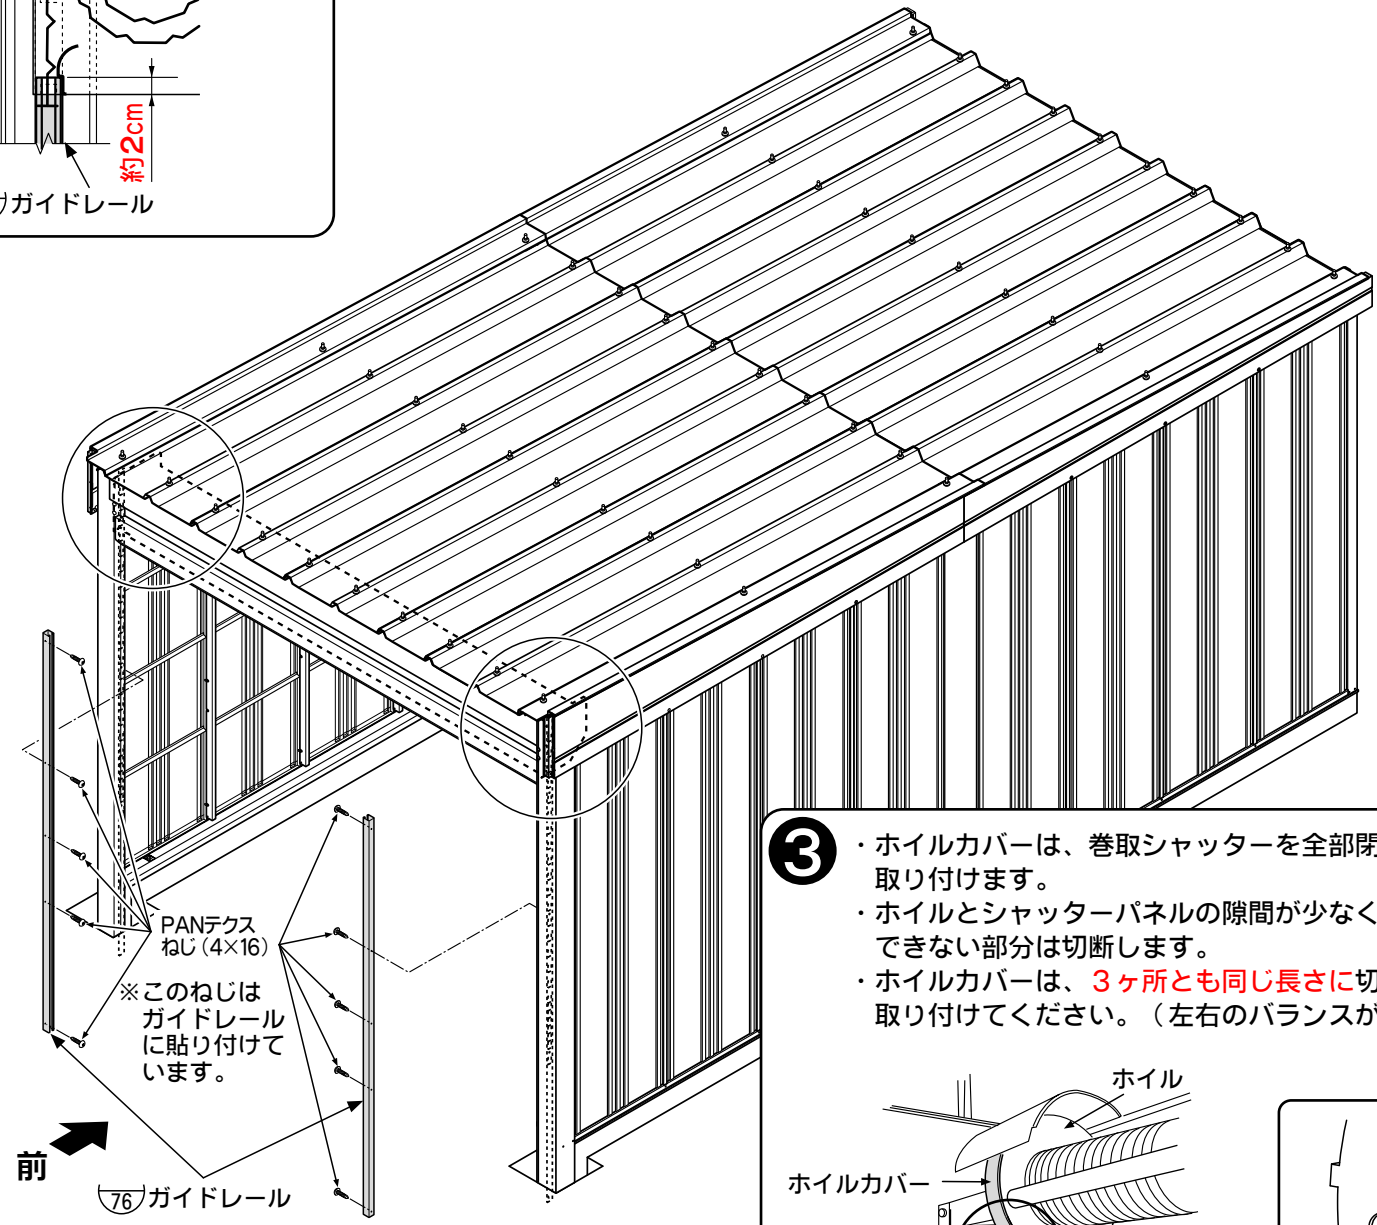 約2cm
ガイドレール
PANテクス
ねじ（4×16）
※このねじは
ガイドレール
に貼り付けて
います。
前
76 ガイドレール
3
・ホイルカバーは、巻取シャッターを全部閉
取り付けます。
・ホイルとシャッターパネルの隙間が少なく
できない部分は切断します。
・ホイルカバーは、３ヶ所とも同じ長さに切
取り付けてください。（左右のバランスが
ホイル
ホイルカバー